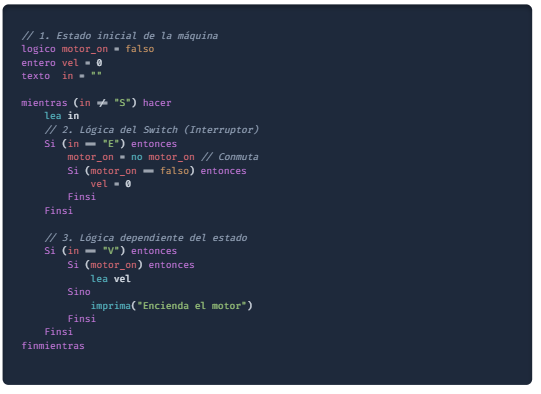 // 1. Estado inicial de la máquina
logico motor_on = falso
entero vel = 0
texto  in = ""
mientras (in ≠ "S") hacer
lea in
// 2. Lógica del Switch (Interruptor)
Si (in == "E") entonces
motor_on = no motor_on // Conmuta
Si (motor_on == falso) entonces
vel = 0
Finsi
Finsi
// 3. Lógica dependiente del estado
Si (in == "V") entonces
Si (motor_on) entonces
lea vel
Sino
imprima("Encienda el motor")
Finsi
Finsi
finmientras